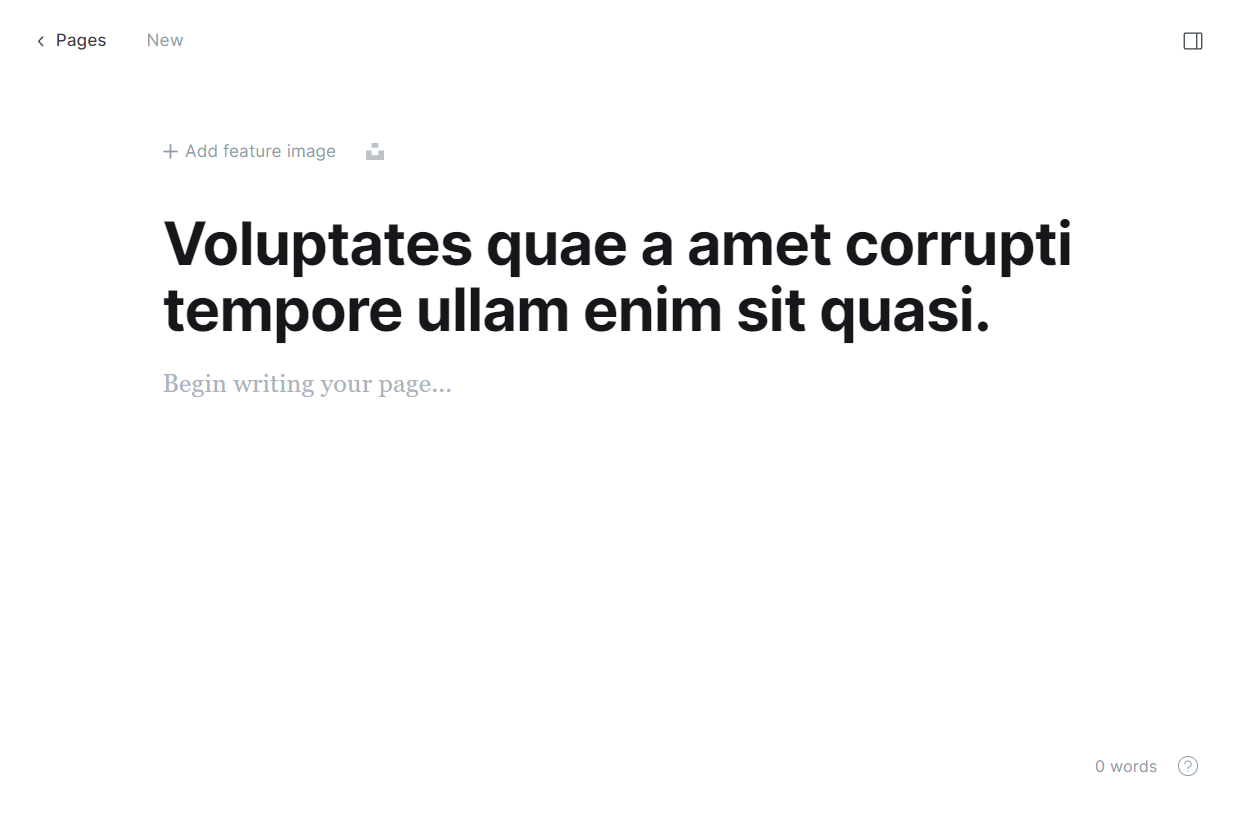 Pages
New
Add feature image
Voluptates quae a amet corrupti
tempore ullam enim sit quasi.
Begin writing your page...
0 words
?